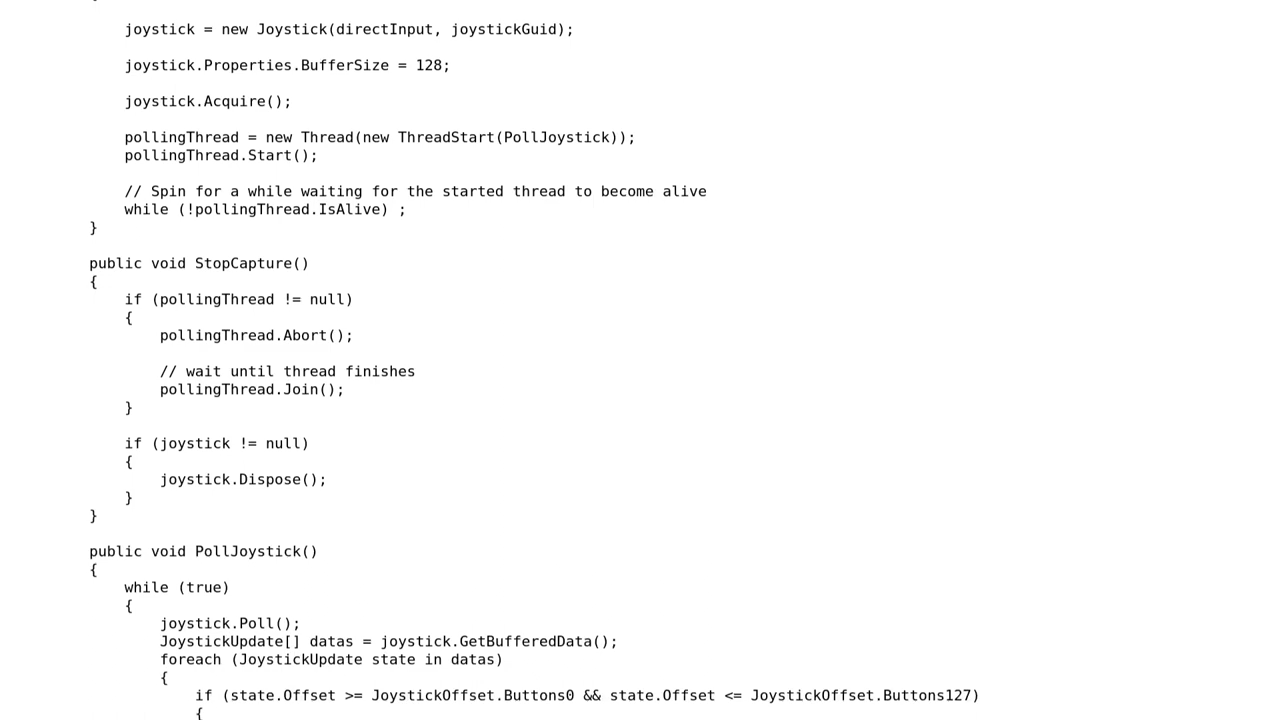 joystick = new Joystick(directInput, joystickGuid);
joystick.Properties.BufferSize = 128;
joystick.Acquire();
pollingThread = new Thread(new ThreadStart(PollJoystick));
pollingThread.Start();
// Spin for a while waiting for the started thread to become alive
while (!pollingThread.IsAlive) ;
}
public void StopCapture()
{
if (pollingThread != null)
{
pollingThread.Abort();
// wait until thread finishes
pollingThread.Join();
}
if (joystick != null)
{
joystick.Dispose();
}
}
public void PollJoystick()
{
while (true)
{
joystick.Poll();
JoystickUpdate[] datas = joystick.GetBufferedData();
foreach (JoystickUpdate state in datas)
{
if (state.Offset >= JoystickOffset.Buttons0 && state.Offset <= JoystickOffset.Buttons127)
{